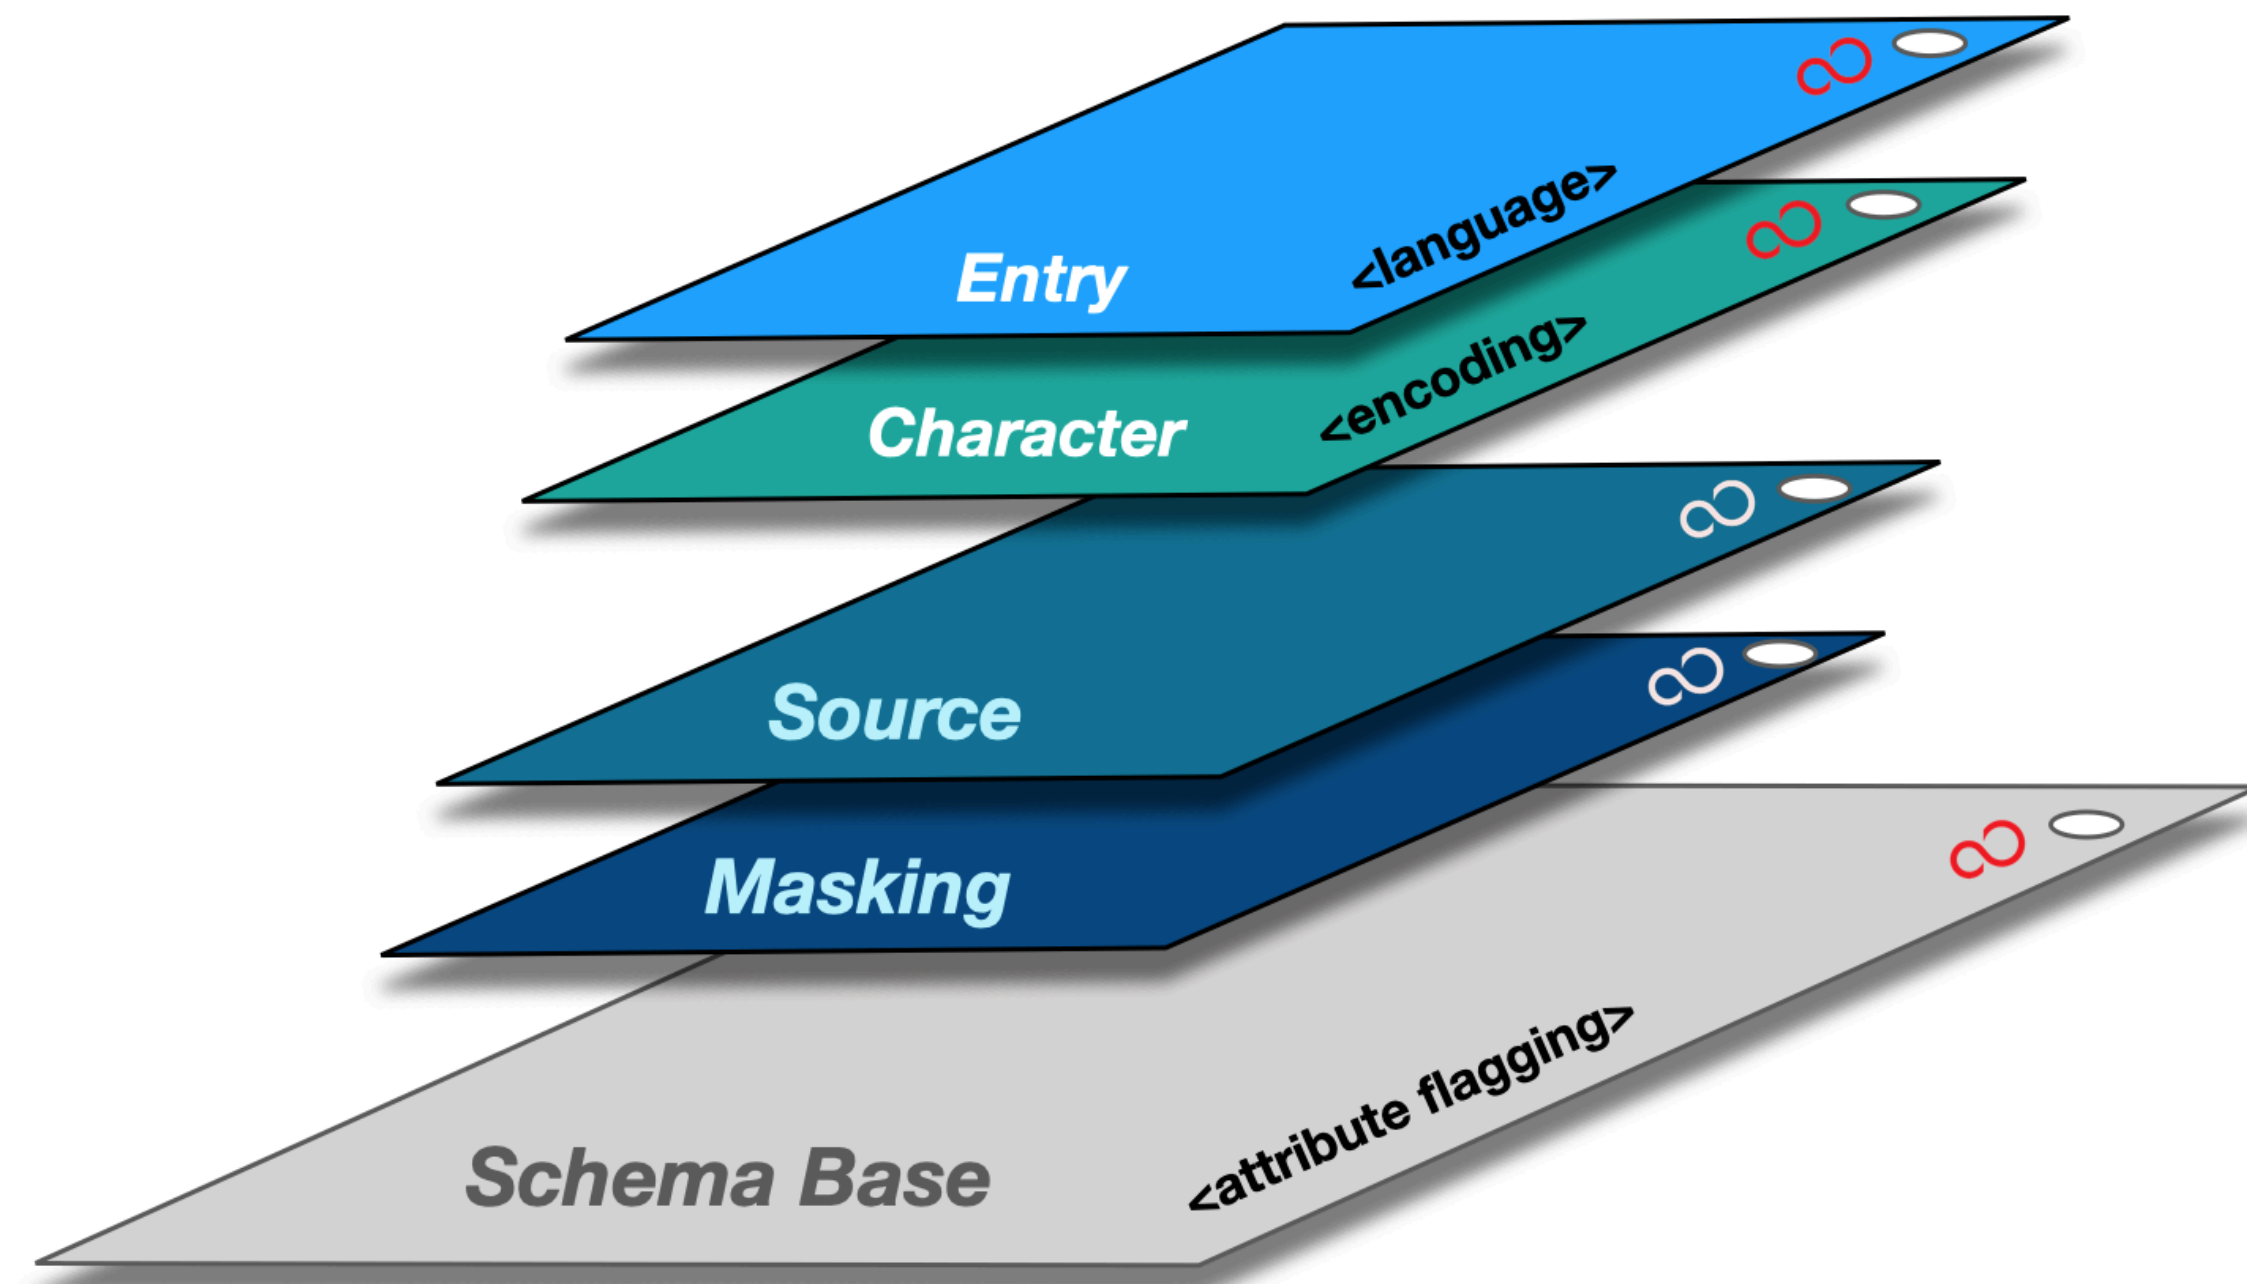 Entry
<language>
Character
<encoding>
Source
Masking
Schema Base
<attribute flagging>